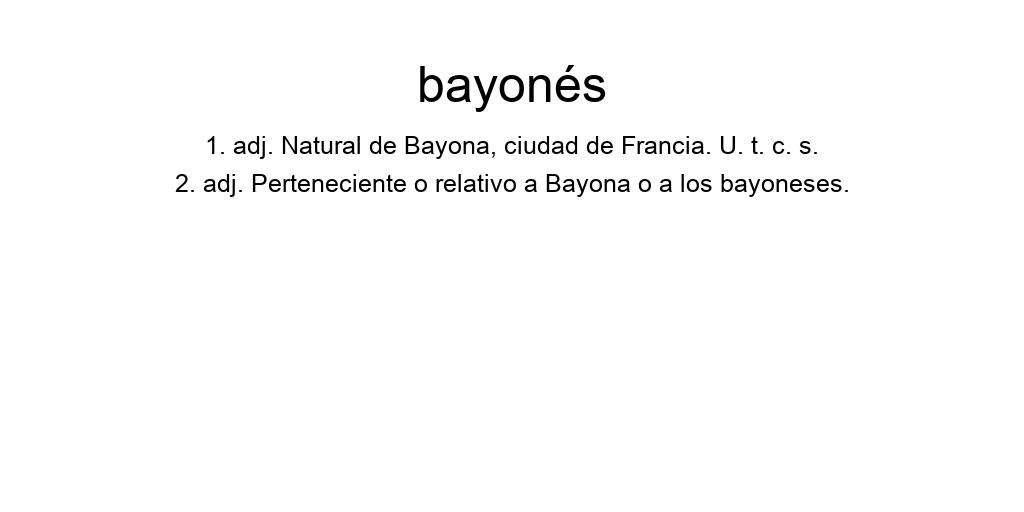 bayonés
1. adj. Natural de Bayona, ciudad de Francia. U. t. c. s.
2. adj. Perteneciente o relativo a Bayona o a los bayoneses.